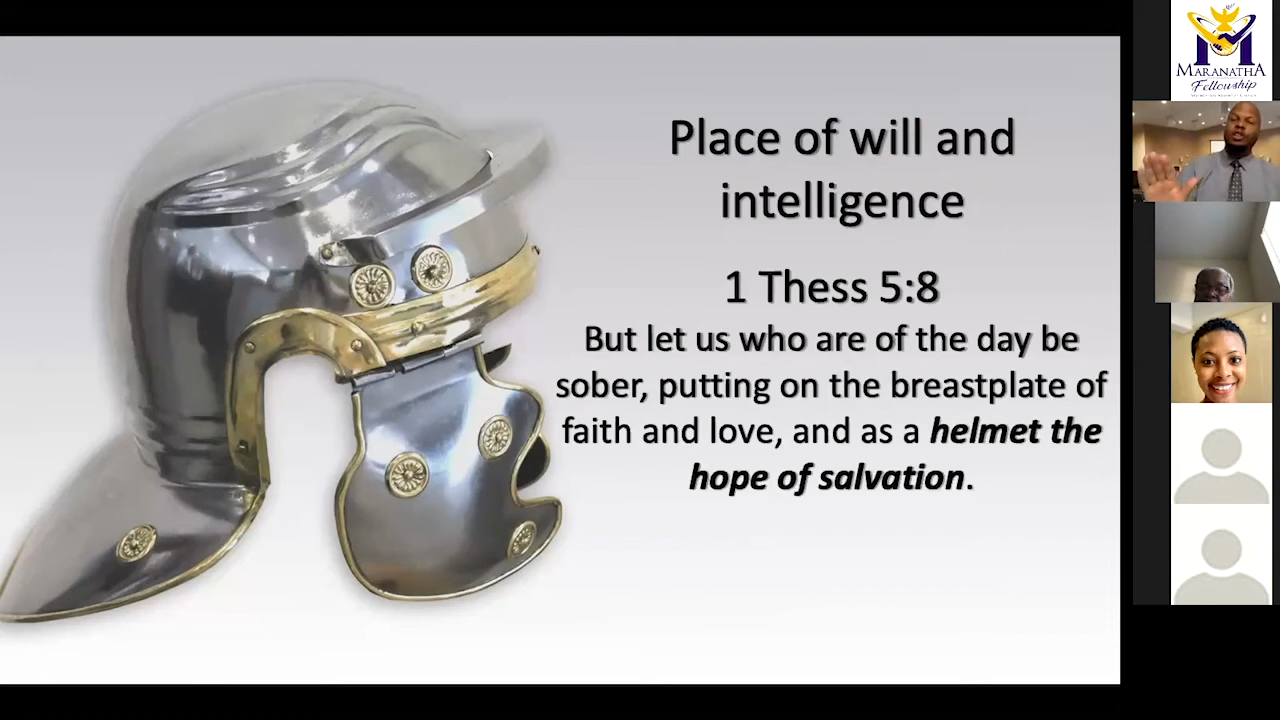 Place of will and
intelligence
1 Thess 5:8
But let us who are of the day be
sober, putting on the breastplate of
faith and love, and as a helmet the
hope of salvation.
MARANATHA
Fellowship